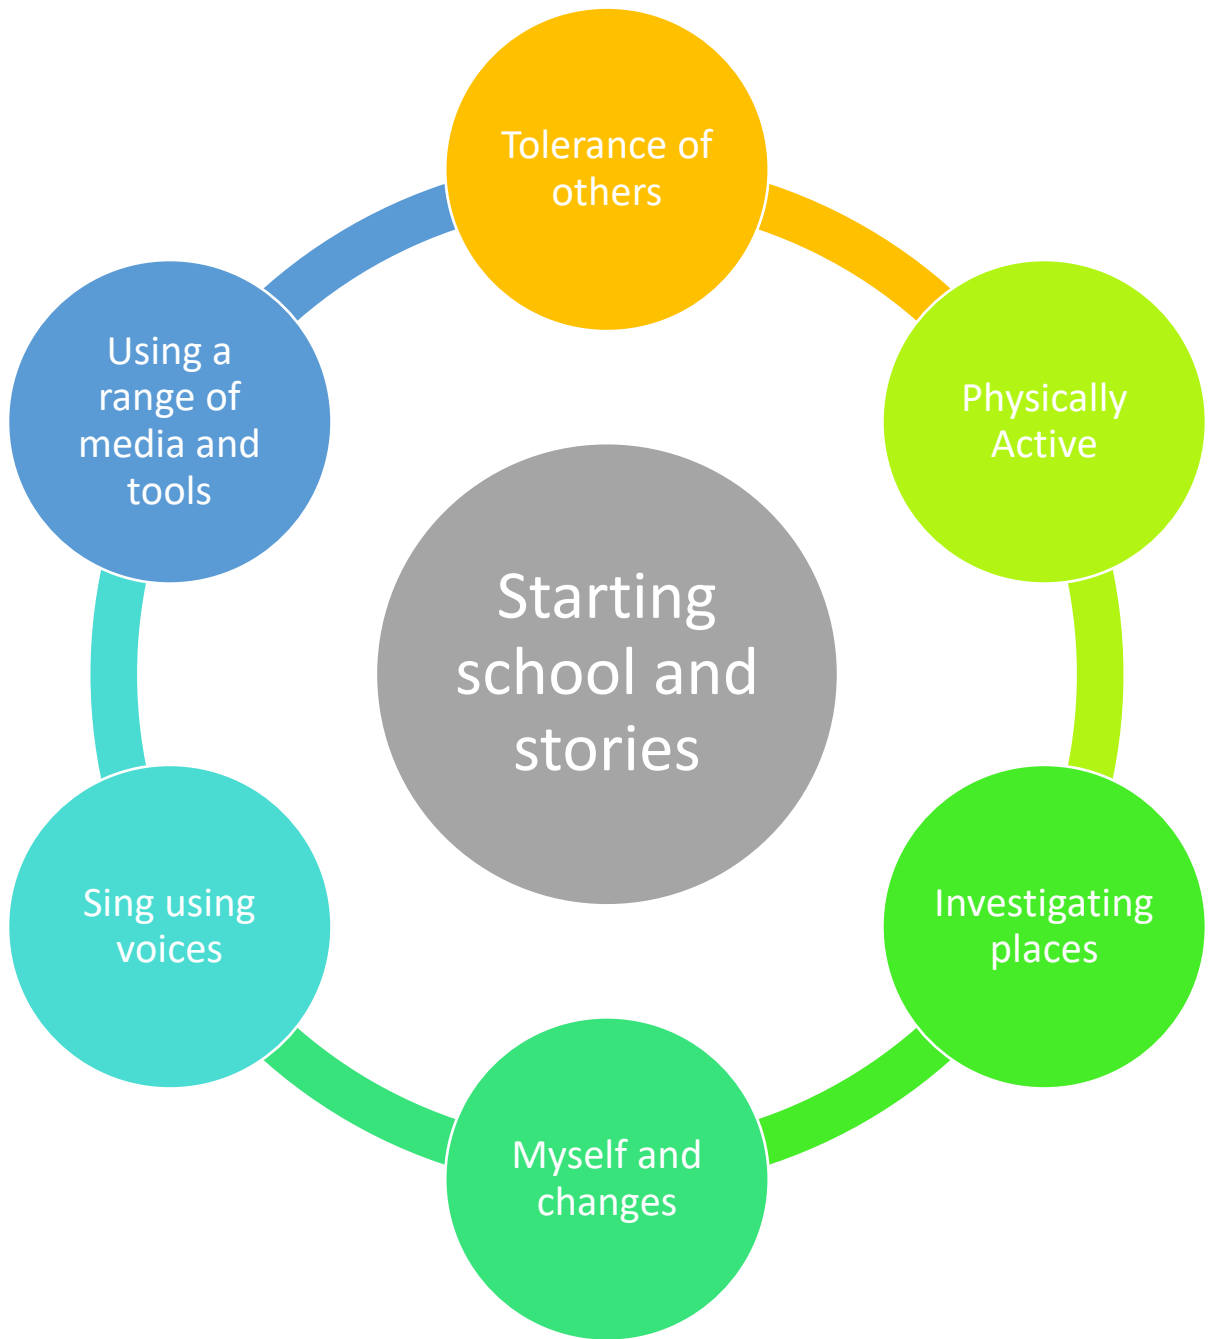 Tolerance of
others
Physically
Active
Investigating
places
Myself and
changes
Sing using
voices
Using a
range of
media and
tools
Starting
school and
stories